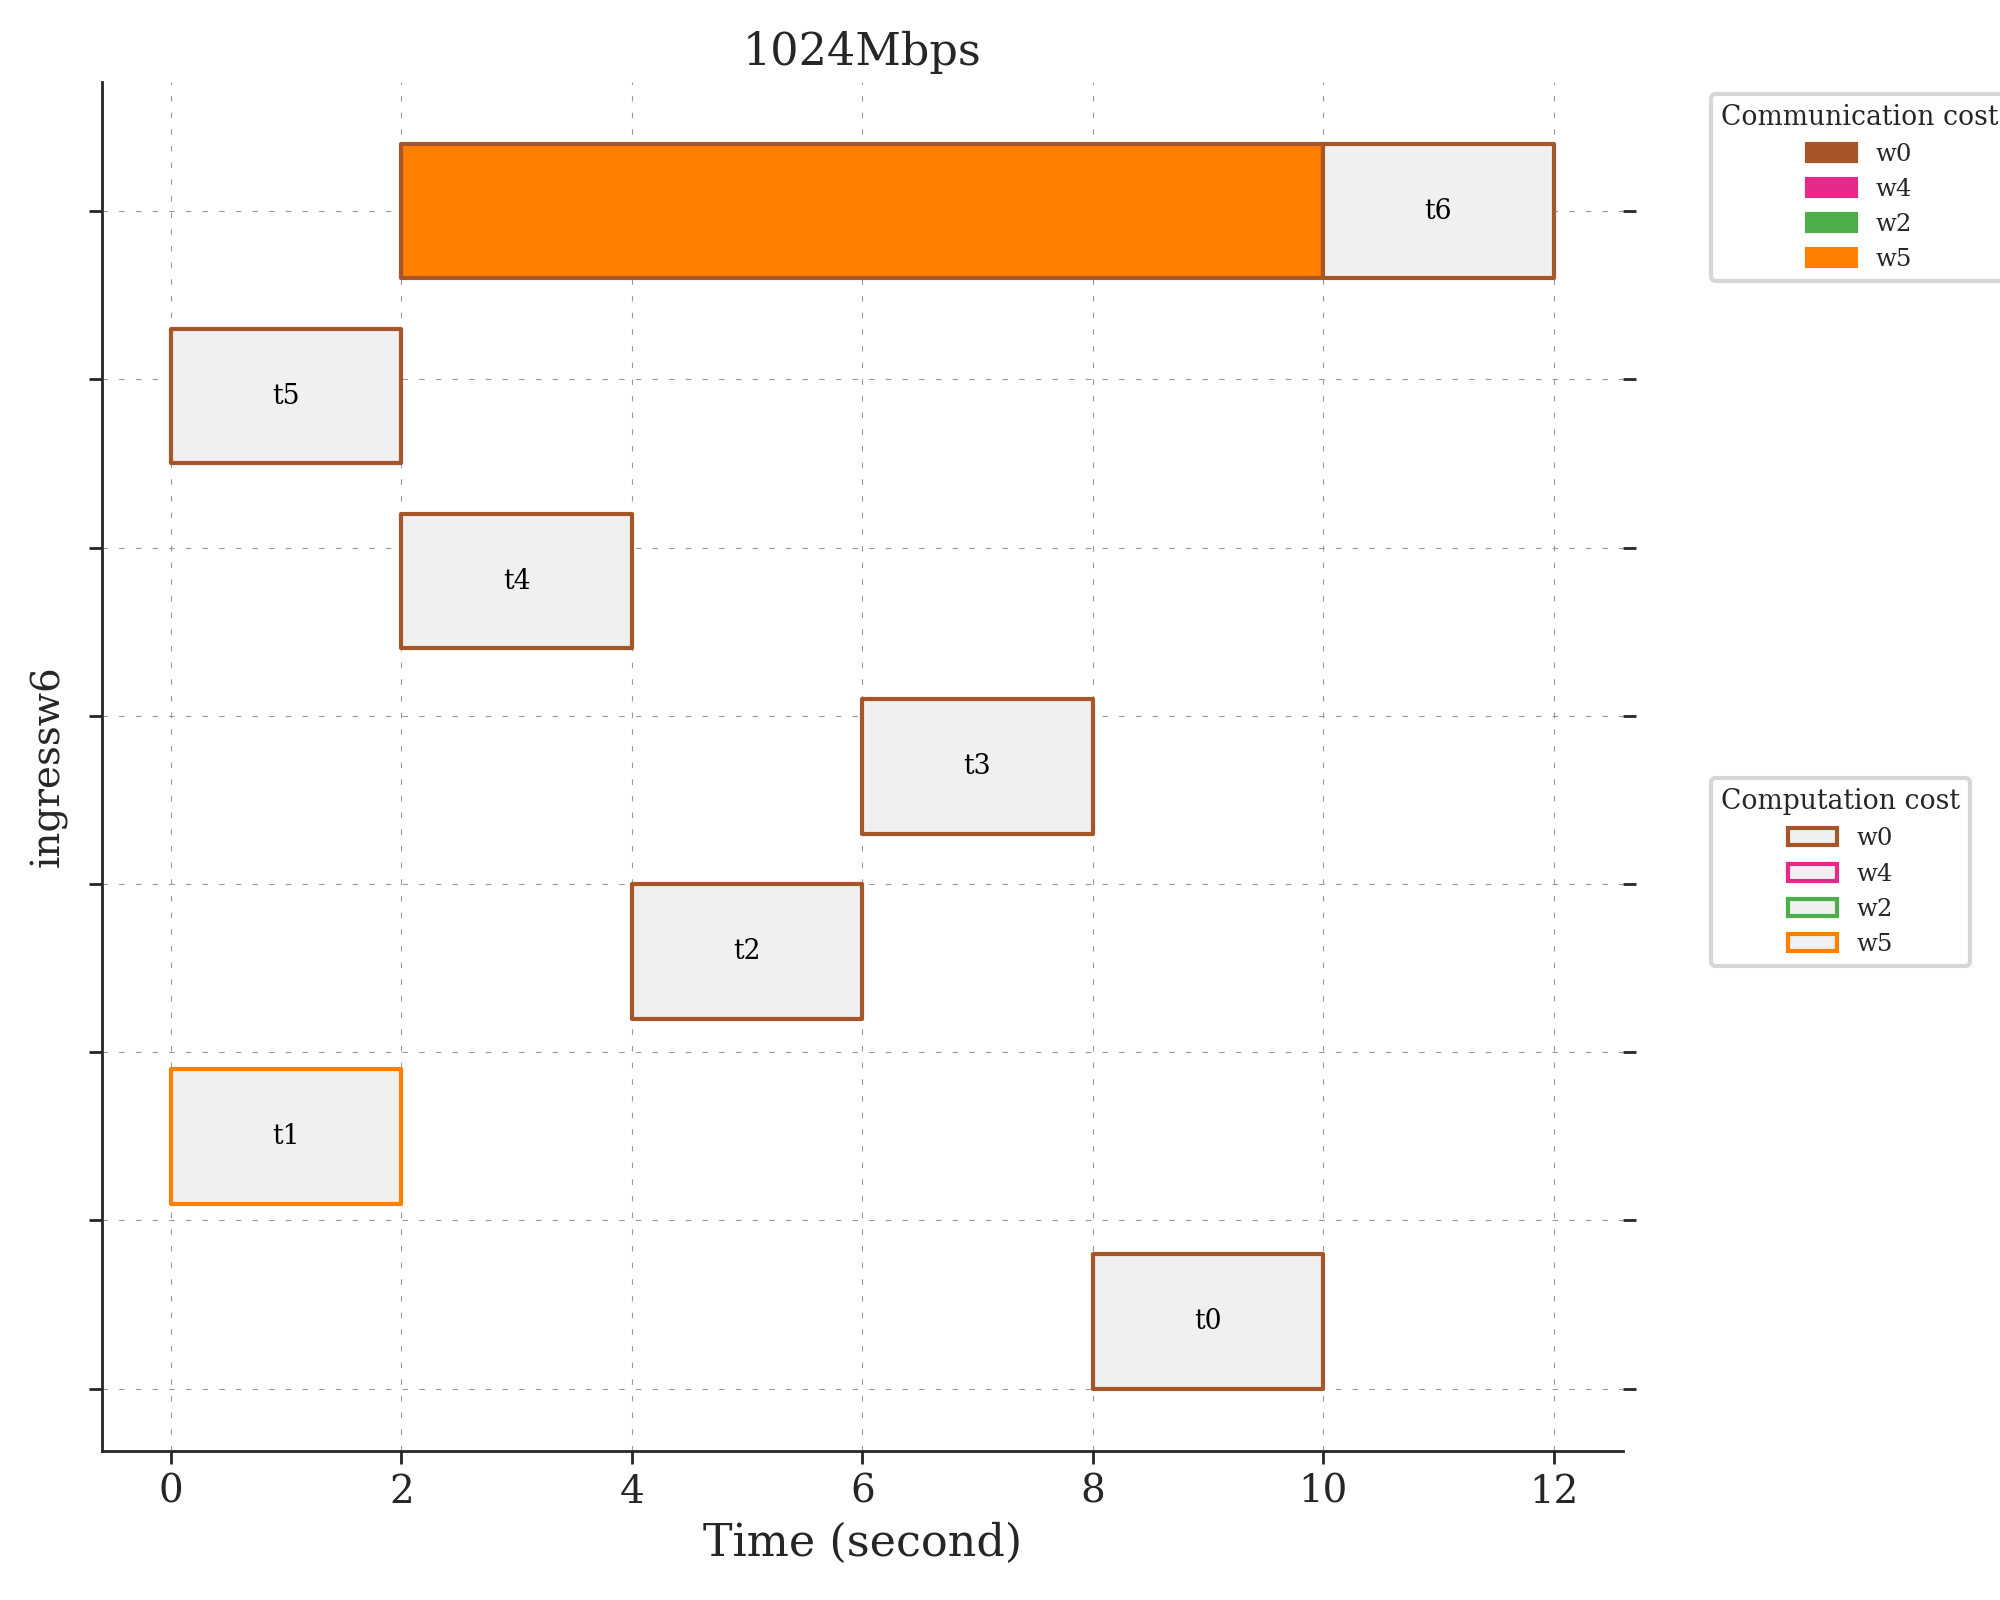 1024Mbps
Communication cost
w0
w4
w2
w5
t6
t5
t4
t3
t2
t1
t0
ingressw6
Computation cost
w0
w4
w2
w5
0 2 4 6 8 10 12
Time (second)